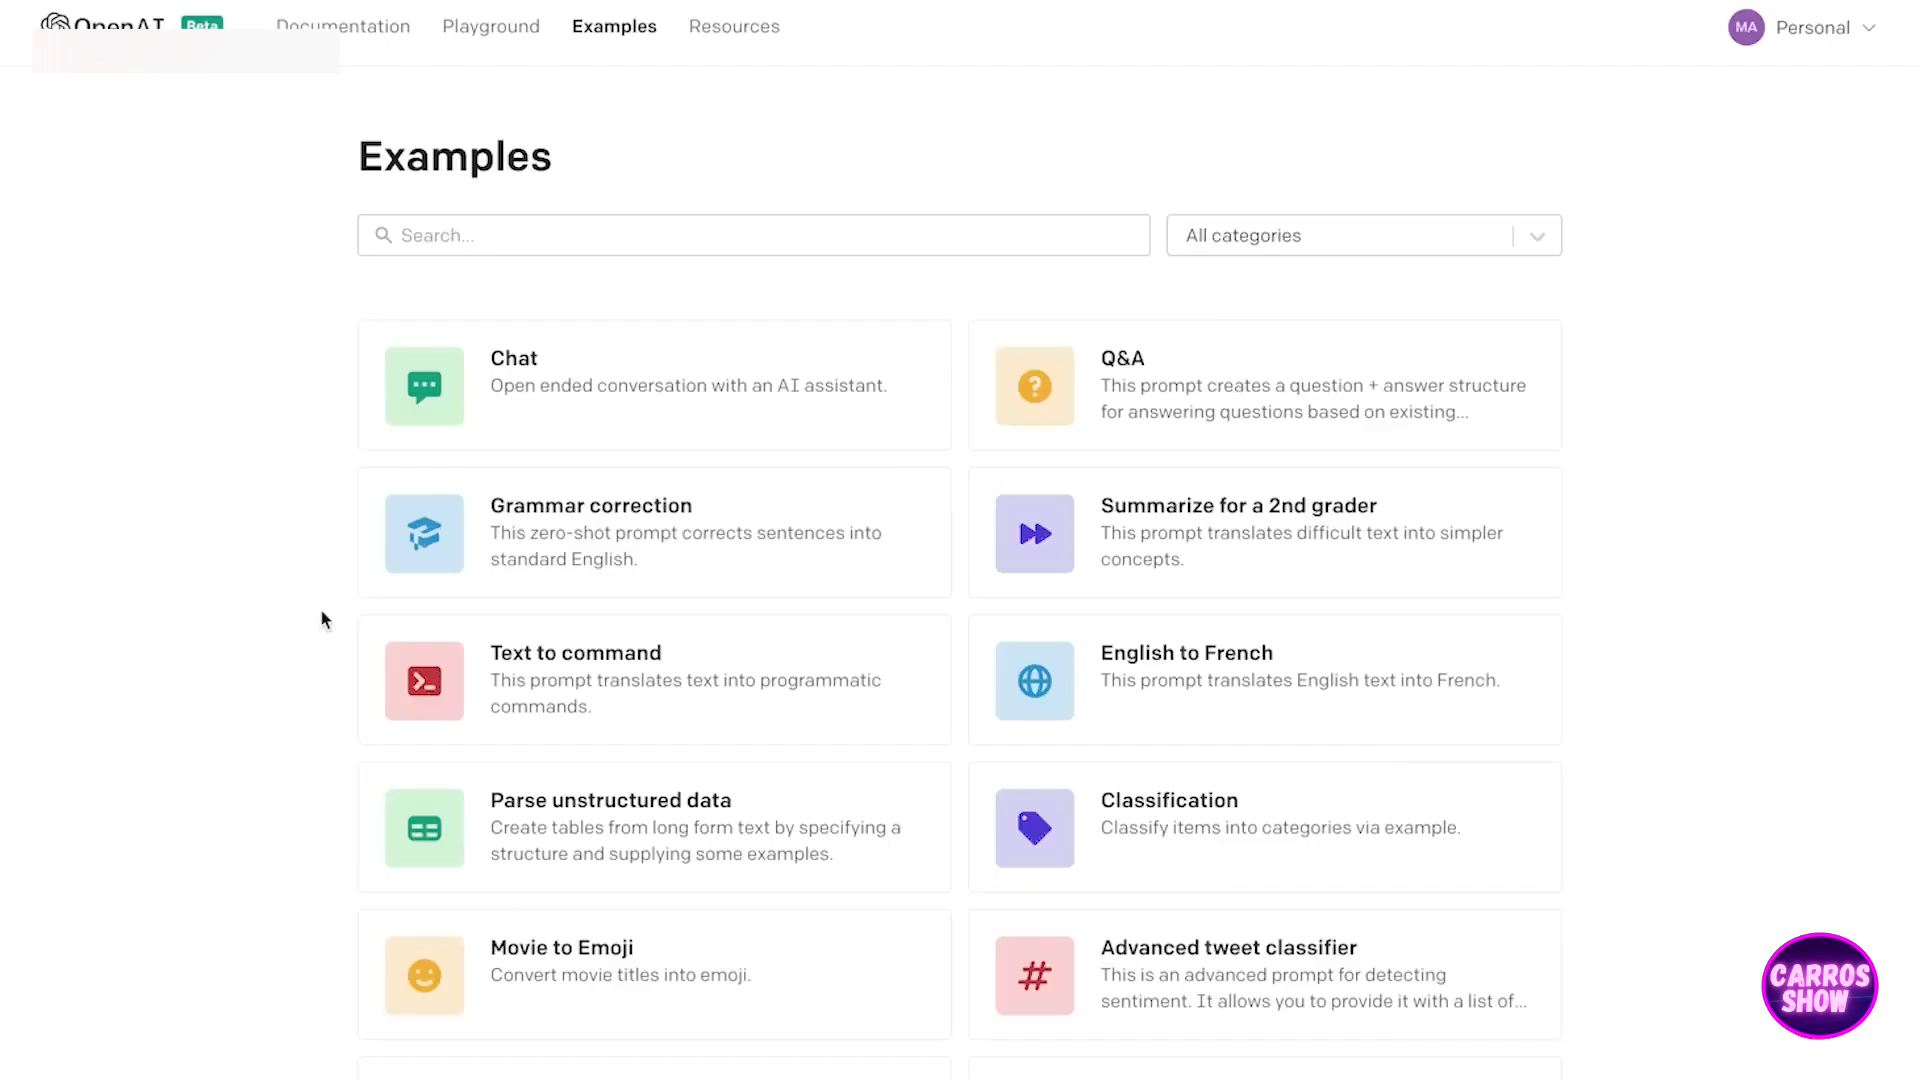 OpenAI Beta Documentation Playground Examples Resources MA Personal
Examples
Search...
All categories
Chat
Open ended conversation with an AI assistant.
Q&A
This prompt creates a question + answer structure
for answering questions based on existing...
Grammar correction
This zero-shot prompt corrects sentences into
standard English.
Summarize for a 2nd grader
This prompt translates difficult text into simpler
concepts.
Text to command
This prompt translates text into programmatic
commands.
English to French
This prompt translates English text into French.
Parse unstructured data
Create tables from long form text by specifying a
structure and supplying some examples.
Classification
Classify items into categories via example.
Movie to Emoji
Convert movie titles into emoji.
Advanced tweet classifier
This is an advanced prompt for detecting
sentiment. It allows you to provide it with a list of...
CARROS
SHOW